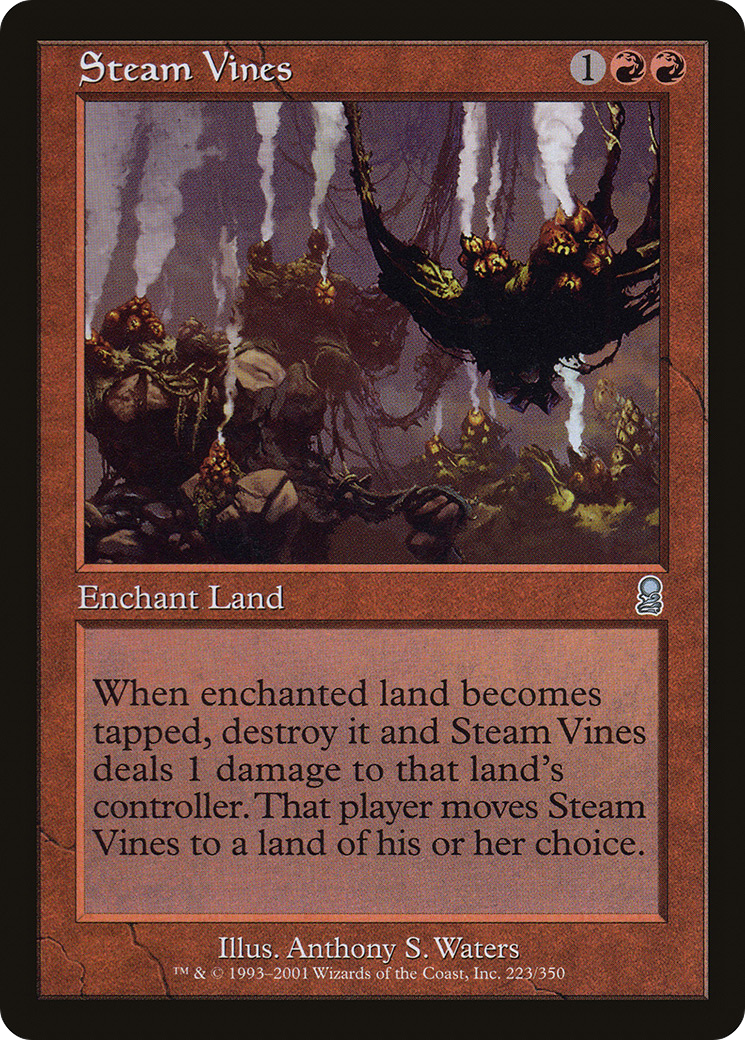 Steam Vines 1
Enchant Land
When enchanted land becomes
tapped, destroy it and Steam Vines
deals 1 damage to that land's
controller. That player moves Steam
Vines to a land of his or her choice.
Illus. Anthony S. Waters
™ & © 1993–2001 Wizards of the Coast, Inc. 223/350